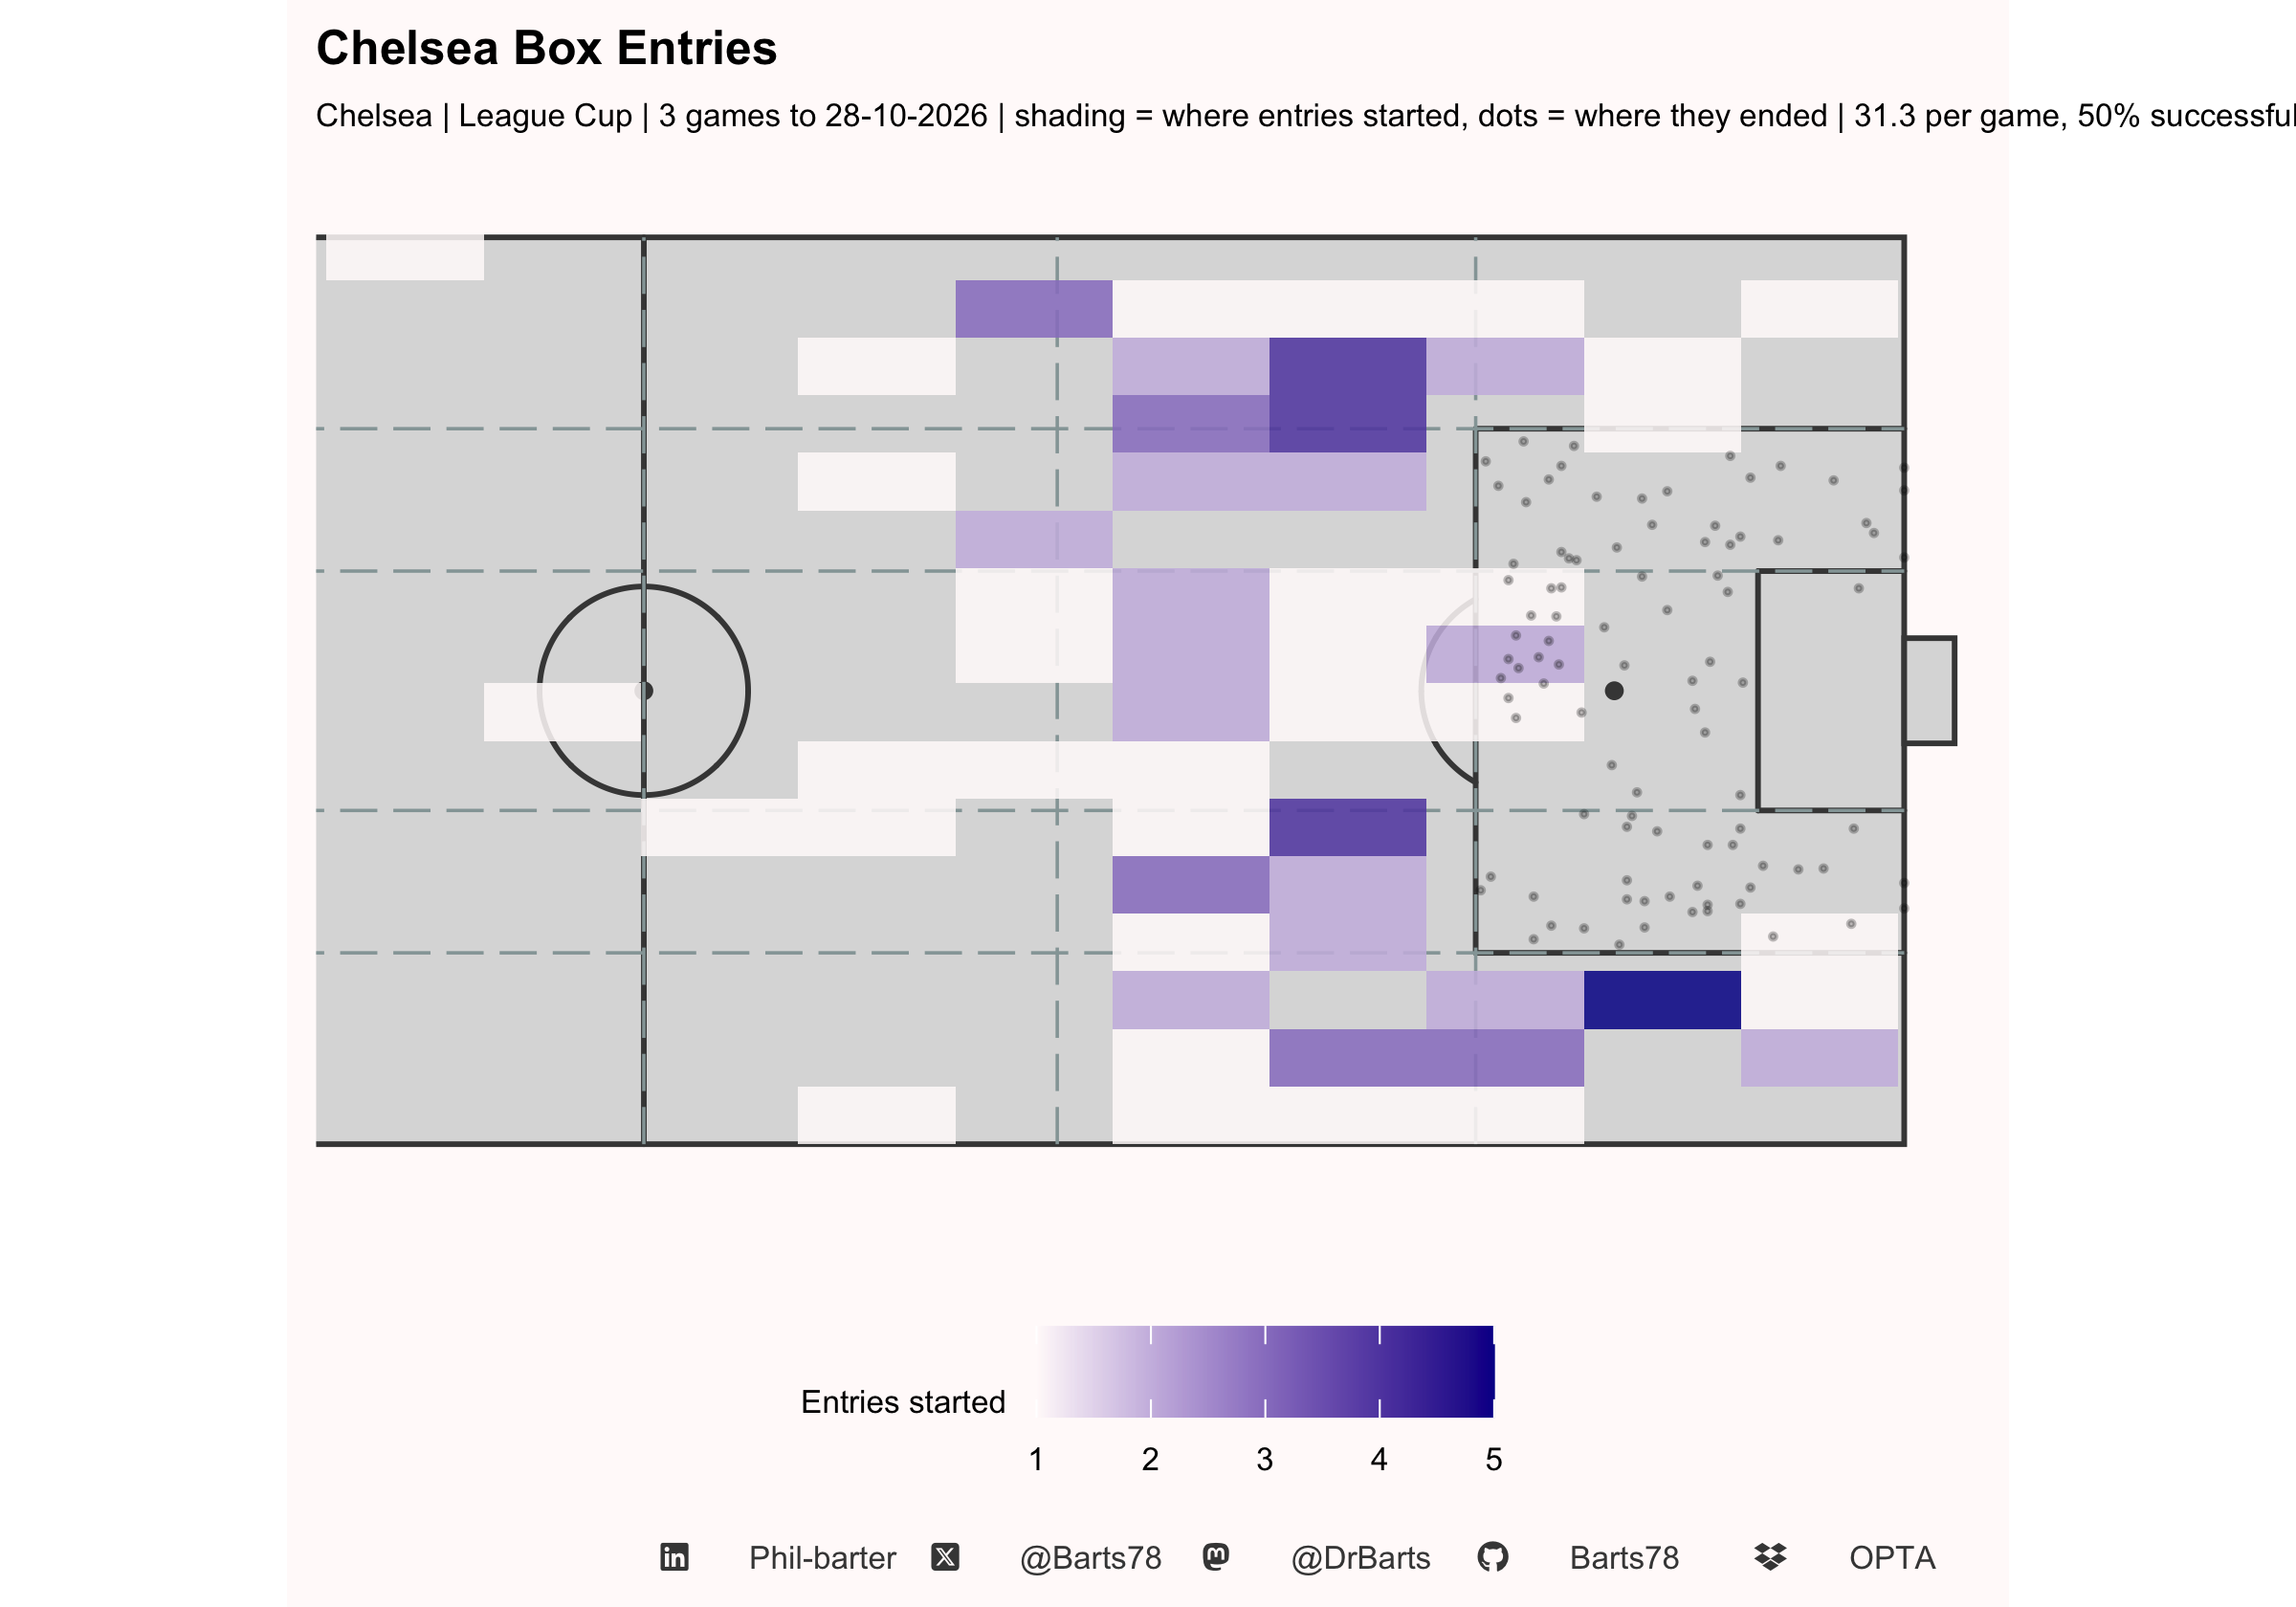 Chelsea Box Entries
Chelsea | League Cup | 3 games to 28-10-2026 | shading = where entries started, dots = where they ended | 31.3 per game, 50% successful
Entries started
1 2 3 4 5
Phil-barter @Barts78 @DrBarts Barts78 OPTA